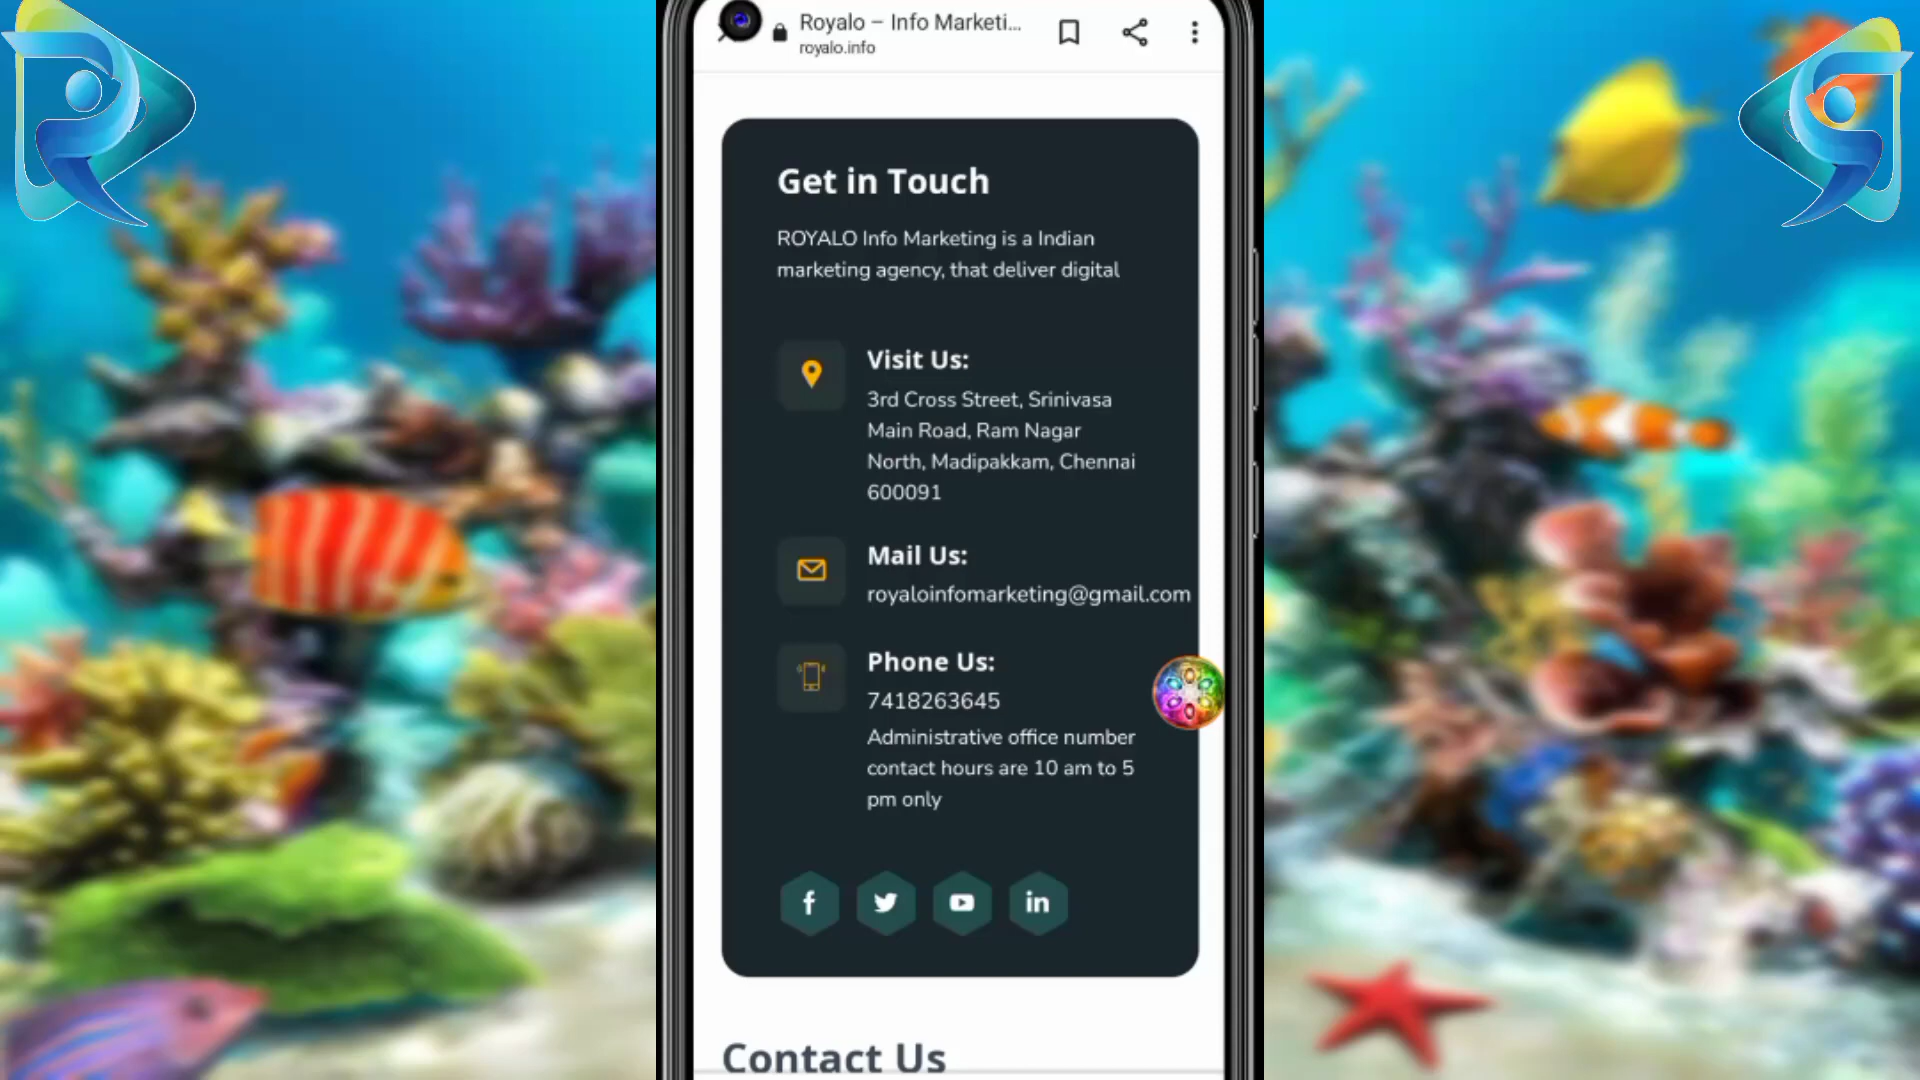 Royalo – Info Marketi...
royalo.info
Get in Touch
ROYALO Info Marketing is a Indian
marketing agency, that deliver digital
Visit Us:
3rd Cross Street, Srinivasa
Main Road, Ram Nagar
North, Madipakkam, Chennai
600091
Mail Us:
royaloinfomarketing@gmail.com
Phone Us:
7418263645
Administrative office number
contact hours are 10 am to 5
pm only
Contact Us